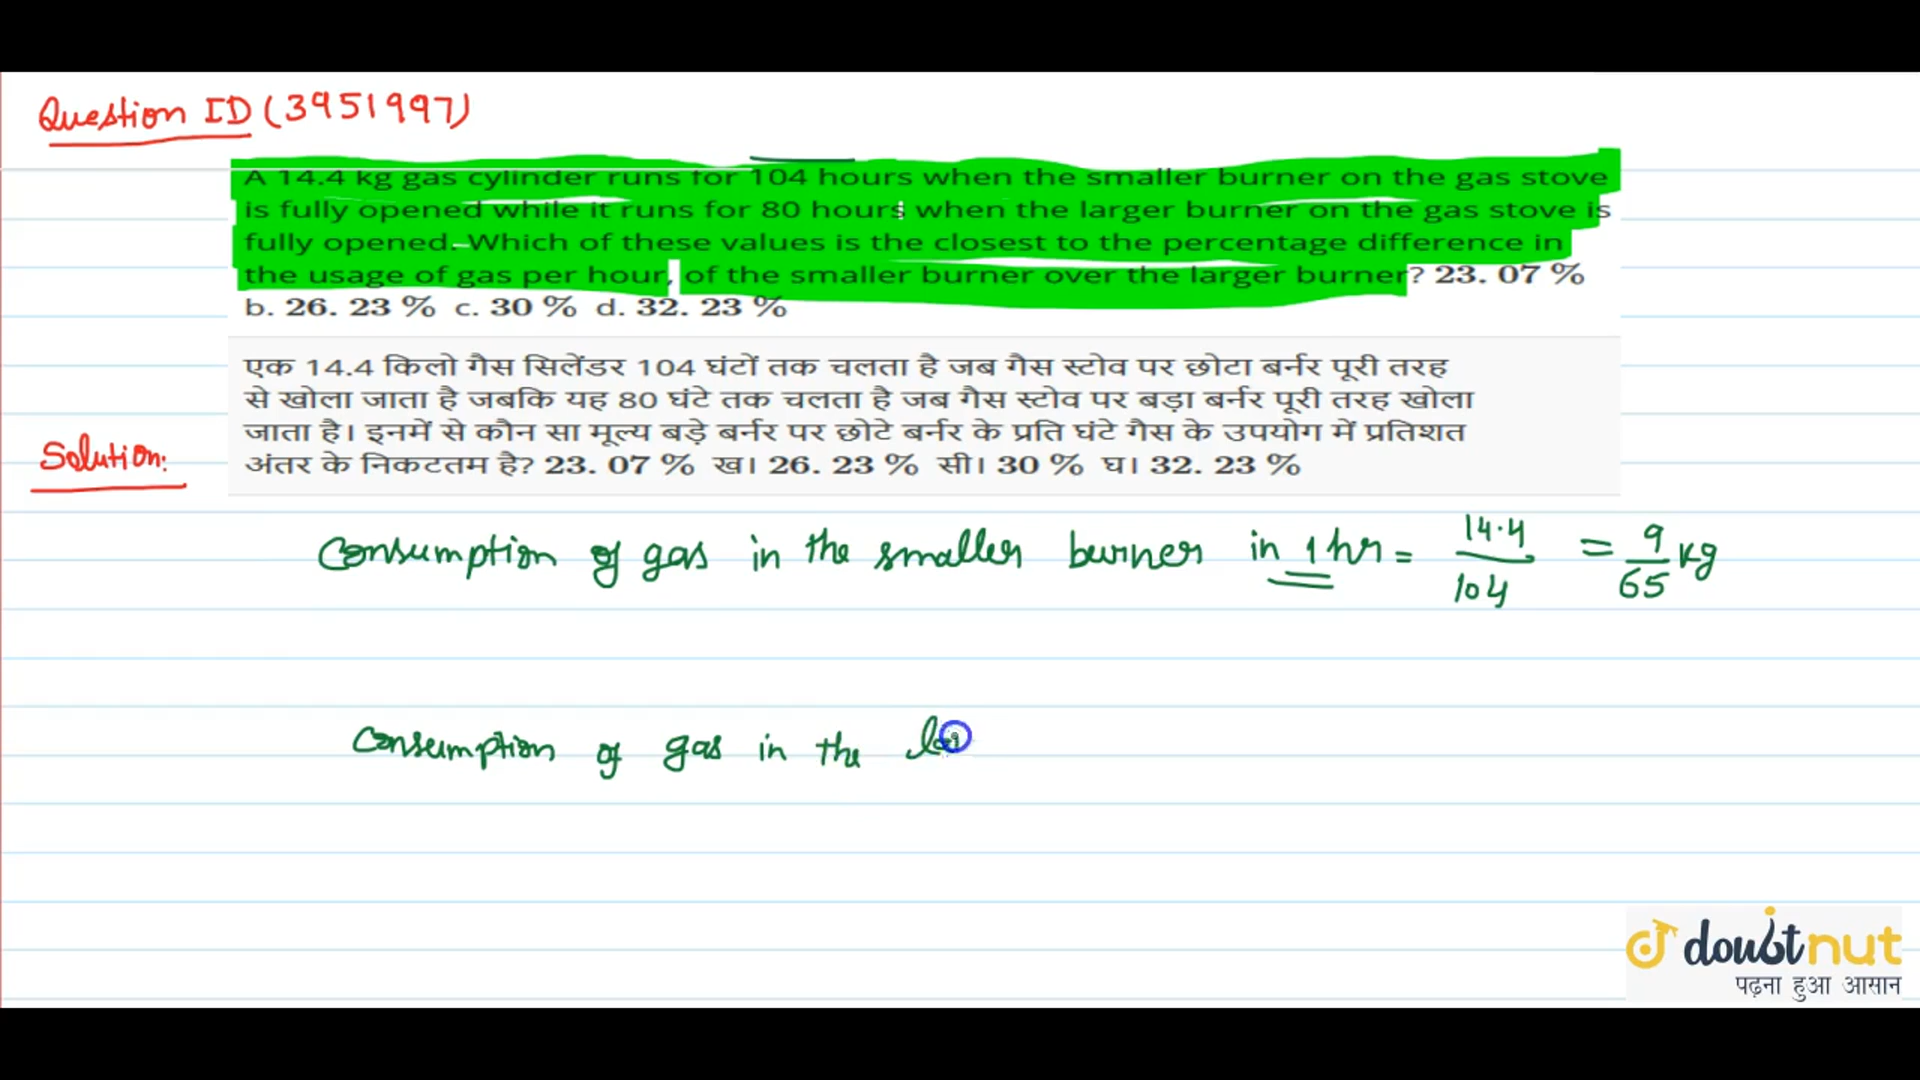 Question ID (3951997)
A 14.4 kg gas cylinder runs for 104 hours when the smaller burner on the gas stove
is fully opened while it runs for 80 hours when the larger burner on the gas stove is
fully opened. Which of these values is the closest to the percentage difference in
the usage of gas per hour, of the smaller burner over the larger burner? 23. 07 %
b. 26. 23 % c. 30 % d. 32. 23 %
एक 14.4 किलो गैस सिलेंडर 104 घंटों तक चलता है जब गैस स्टोव पर छोटा बर्नर पूरी तरह
से खोला जाता है जबकि यह 80 घंटे तक चलता है जब गैस स्टोव पर बड़ा बर्नर पूरी तरह खोला
जाता है। इनमें से कौन सा मूल्य बड़े बर्नर पर छोटे बर्नर के प्रति घंटे गैस के उपयोग में प्रतिशत
अंतर के निकटतम है? 23. 07 % ख। 26. 23 % सी। 30 % घ। 32. 23 %
Solution:
Consumption of gas in the smaller burner in 1 hr = 14.4/104 = 9/65 kg
Consumption of gas in the
doubtnut
पढ़ना हुआ आसान